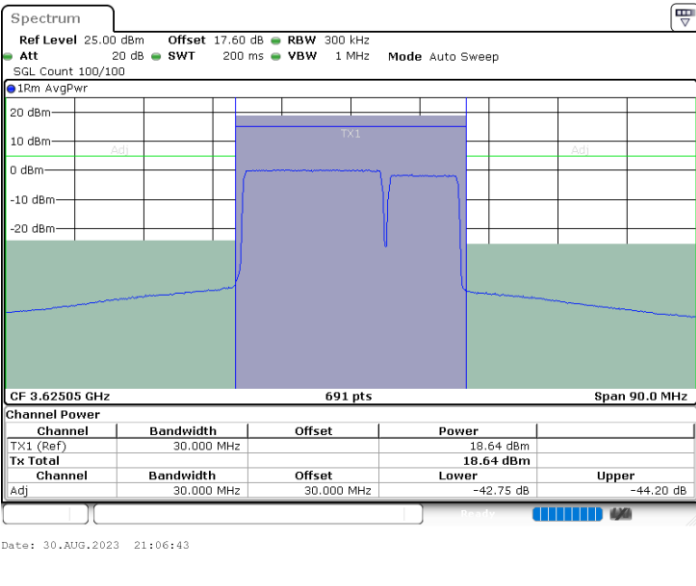 Spectrum
Ref Level 25.00 dBm Offset 17.60 dB RBW 300 kHz
Att 20 dB SWT 200 ms VBW 1 MHz Mode Auto Sweep
SGL Count 100/100
1Rm AvgPwr
20 dBm
TX1
10 dBm
Adj Adj
0 dBm
-10 dBm
-20 dBm
CF 3.62505 GHz 691 pts Span 90.0 MHz
Channel Power
Channel Bandwidth Offset Power
TX1 (Ref) 30.000 MHz 18.64 dBm
Tx Total 18.64 dBm
Channel Bandwidth Offset Lower Upper
Adj 30.000 MHz 30.000 MHz -42.75 dB -44.20 dB
Ready
Date: 30.AUG.2023 21:06:43